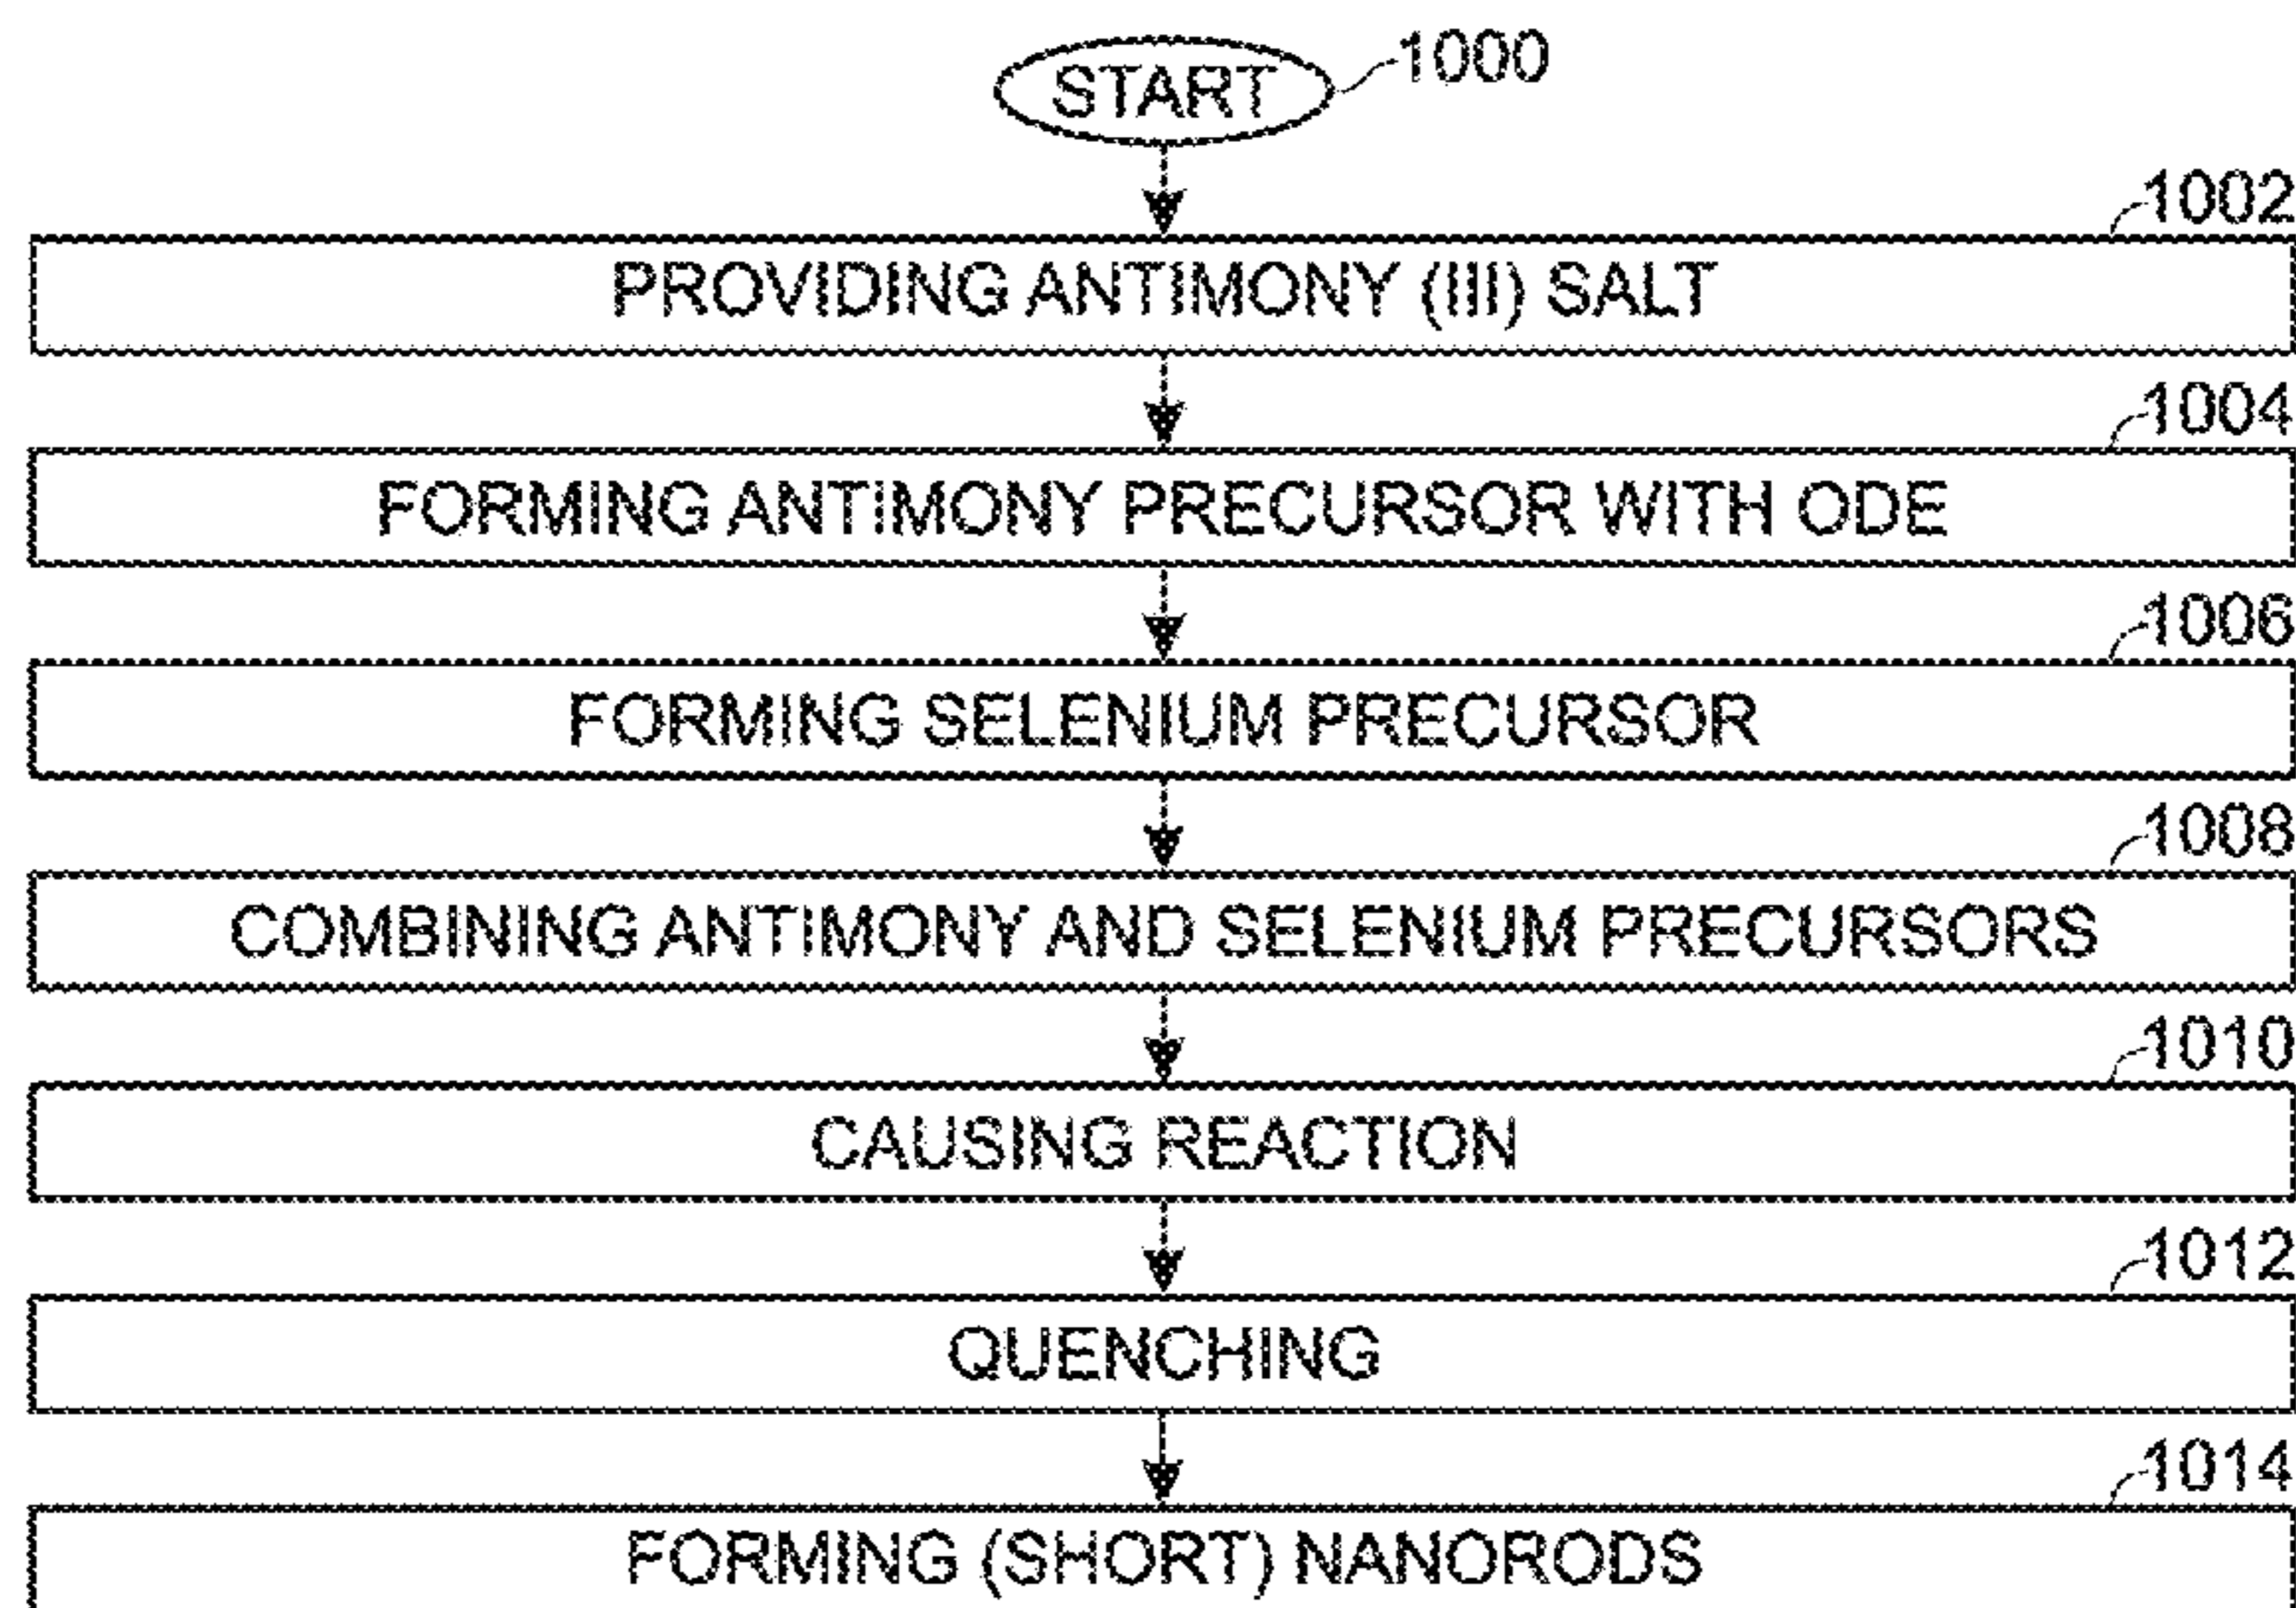 START
1000
1002
PROVIDING ANTIMONY (III) SALT
1004
FORMING ANTIMONY PRECURSOR WITH ODE
1006
FORMING SELENIUM PRECURSOR
1008
COMBINING ANTIMONY AND SELENIUM PRECURSORS
1010
CAUSING REACTION
1012
QUENCHING
1014
FORMING (SHORT) NANORODS